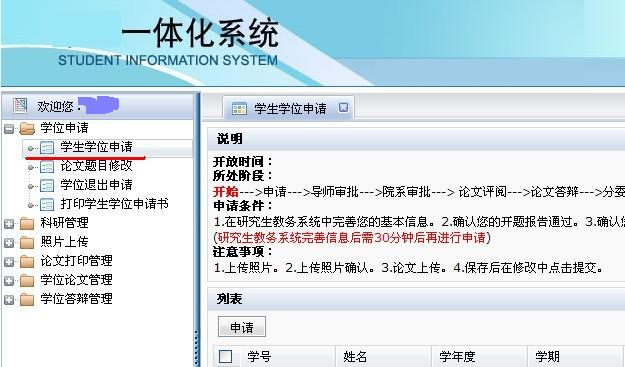 一体化系统
STUDENT INFORMATION SYSTEM
欢迎您．
学位申请
学生学位申请
论文题目修改
学位退出申请
打印学生学位申请书
科研管理
照片上传
论文打印管理
学位论文管理
学位答辩管理
学生学位申请
说明
开放时间：
所处阶段：
开始--->申请--->导师审批--->院系审批---> 论文评阅--->论文答辩--->分委
申请条件：
1.在研究生教务系统中完善您的基本信息。2.确认您的开题报告通过。3.确认
(研究生教务系统完善信息后需30分钟后再进行申请)
注意事项：
1.上传照片。2.上传照片确认。3.论文上传。4.保存后在修改中点击提交。
列表
申请
学号 姓名 学年度 学期